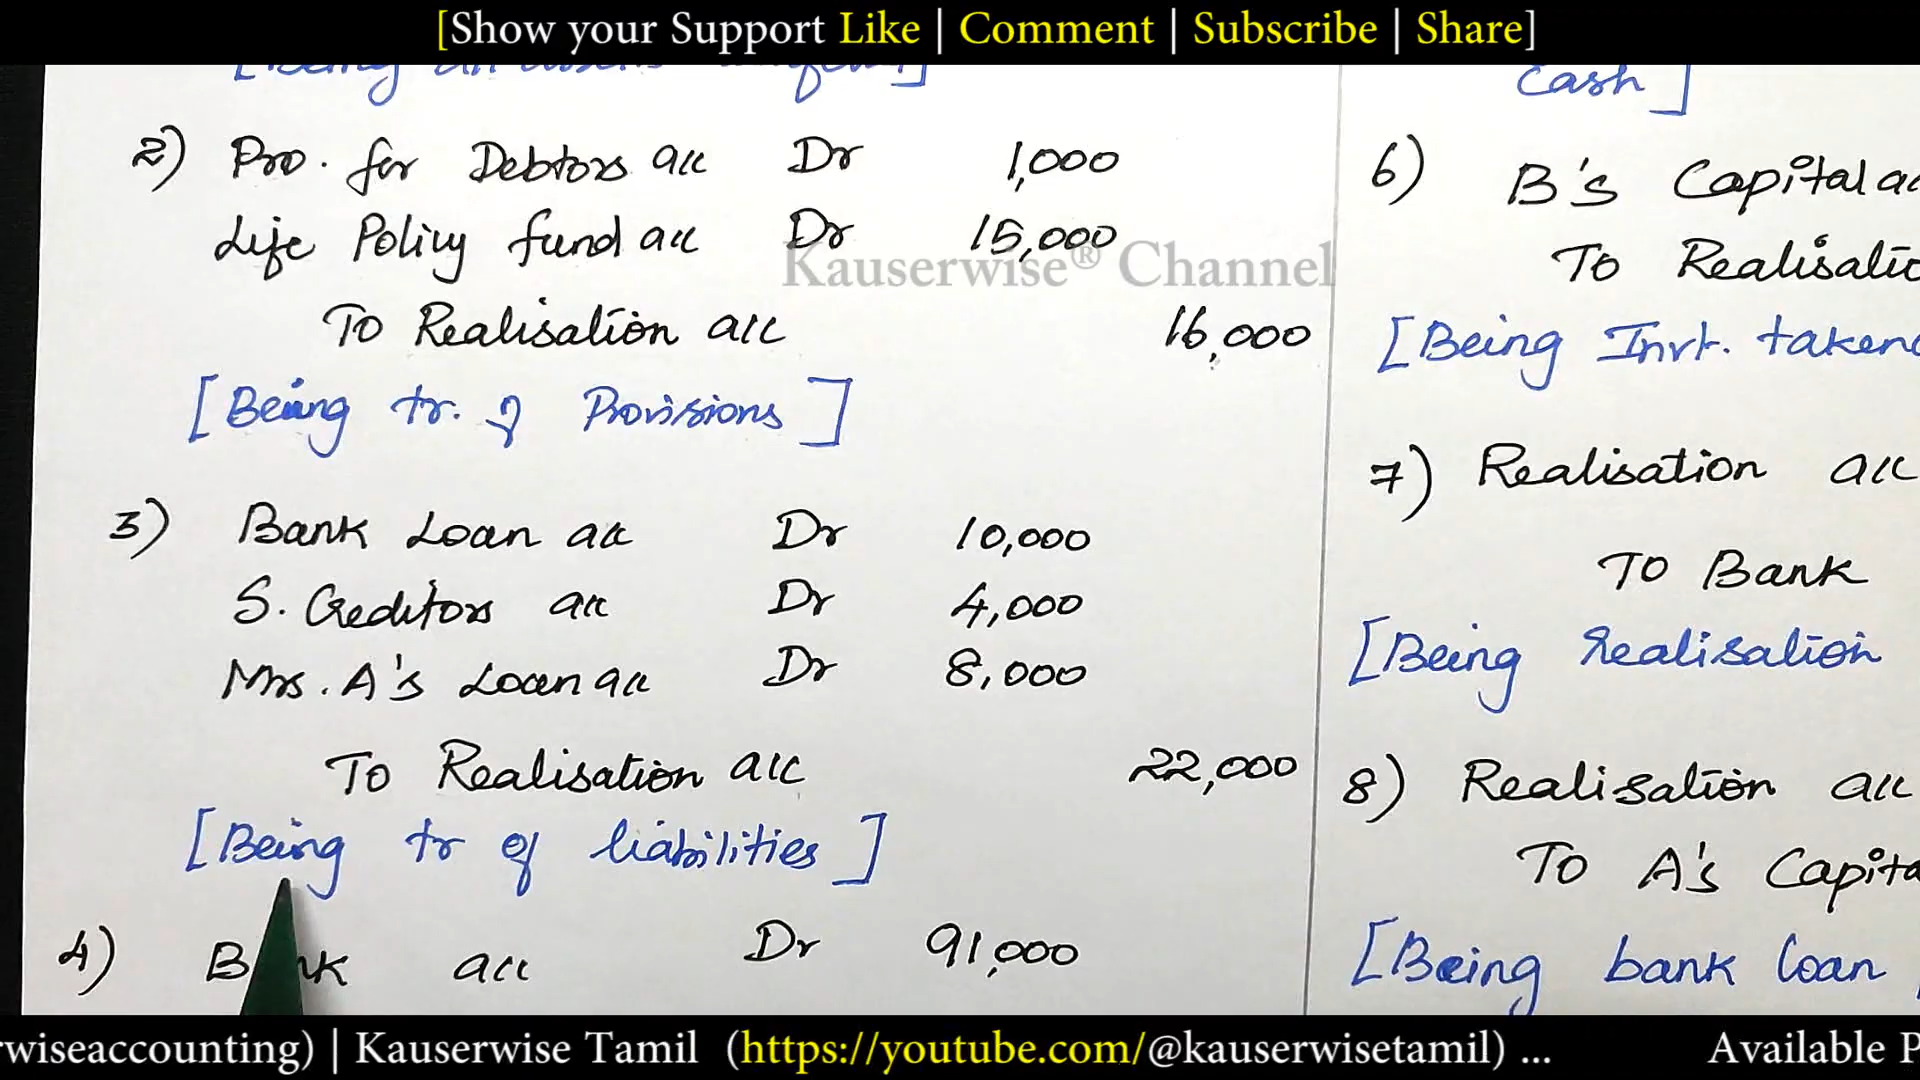 [Show your Support Like | Comment | Subscribe | Share]
[Being
2) Pro. for Debtors a/c Dr 1,000
Life Policy fund a/c Dr 15,000
To Realisation a/c 16,000
[Being tr. of Provisions]
3) Bank Loan a/c Dr 10,000
S. Creditors a/c Dr 4,000
Mrs. A's Loan a/c Dr 8,000
To Realisation a/c 22,000
[Being tr of liabilities]
4) Bank a/c Dr 91,000
Cash]
6) B's Capital a/c
To Realisatio
[Being Invt. taken
7) Realisation a/c
To Bank
[Being realisation
8) Realisation a/c
To A's Capita
[Being bank loan
Kauserwise® Channel
rwiseaccounting) | Kauserwise Tamil (https://youtube.com/@kauserwisetamil) ... Available P